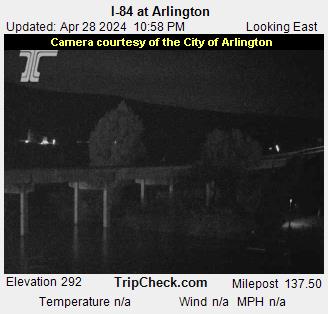 I-84 at Arlington
Updated: Apr 28 2024 10:58 PM Looking East
Camera courtesy of the City of Arlington
Elevation 292 TripCheck.com Milepost 137.50
Temperature n/a Wind n/a MPH n/a